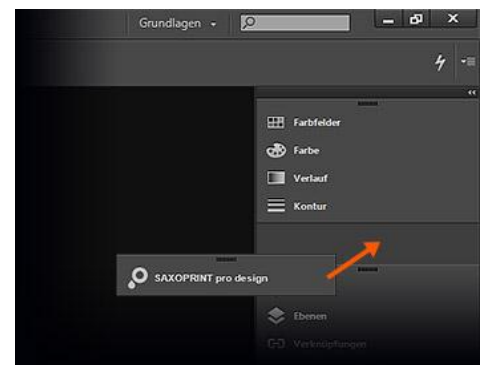 Grundlagen
Farbfelder
Farbe
Verlauf
Kontur
SAXOPRINT pro design
Ebenen
Verknüpfungen